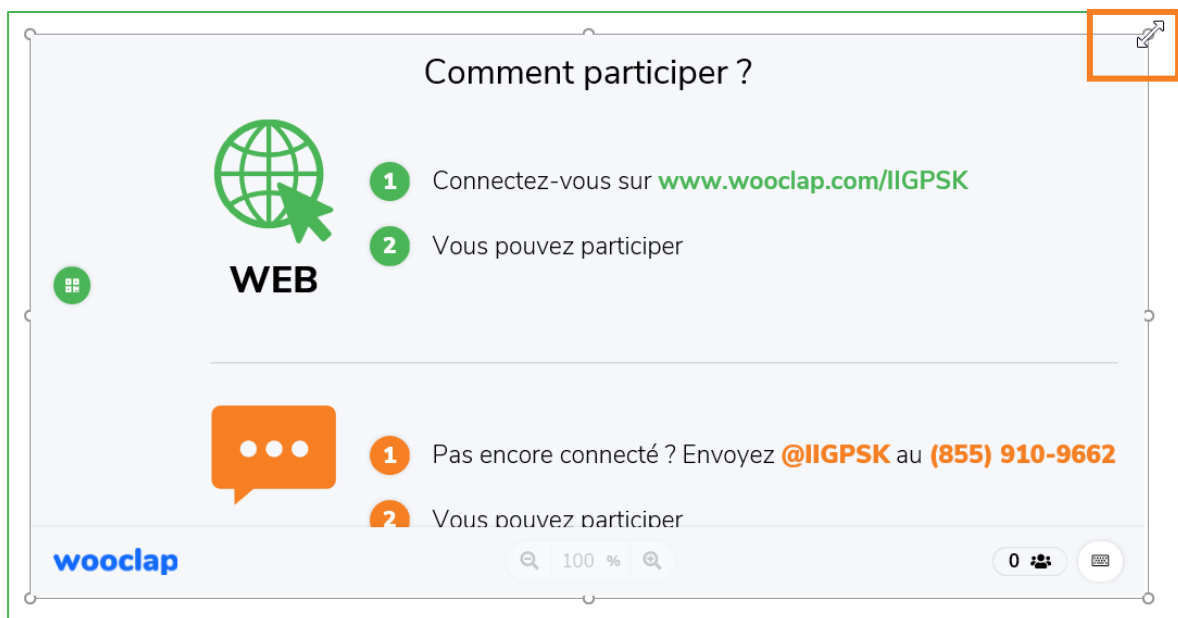 Comment participer ?
1 Connectez-vous sur www.wooclap.com/IIGPSK
2 Vous pouvez participer
WEB
1 Pas encore connecté ? Envoyez @IIGPSK au (855) 910-9662
2 Vous pouvez participer
wooclap
100 %
0